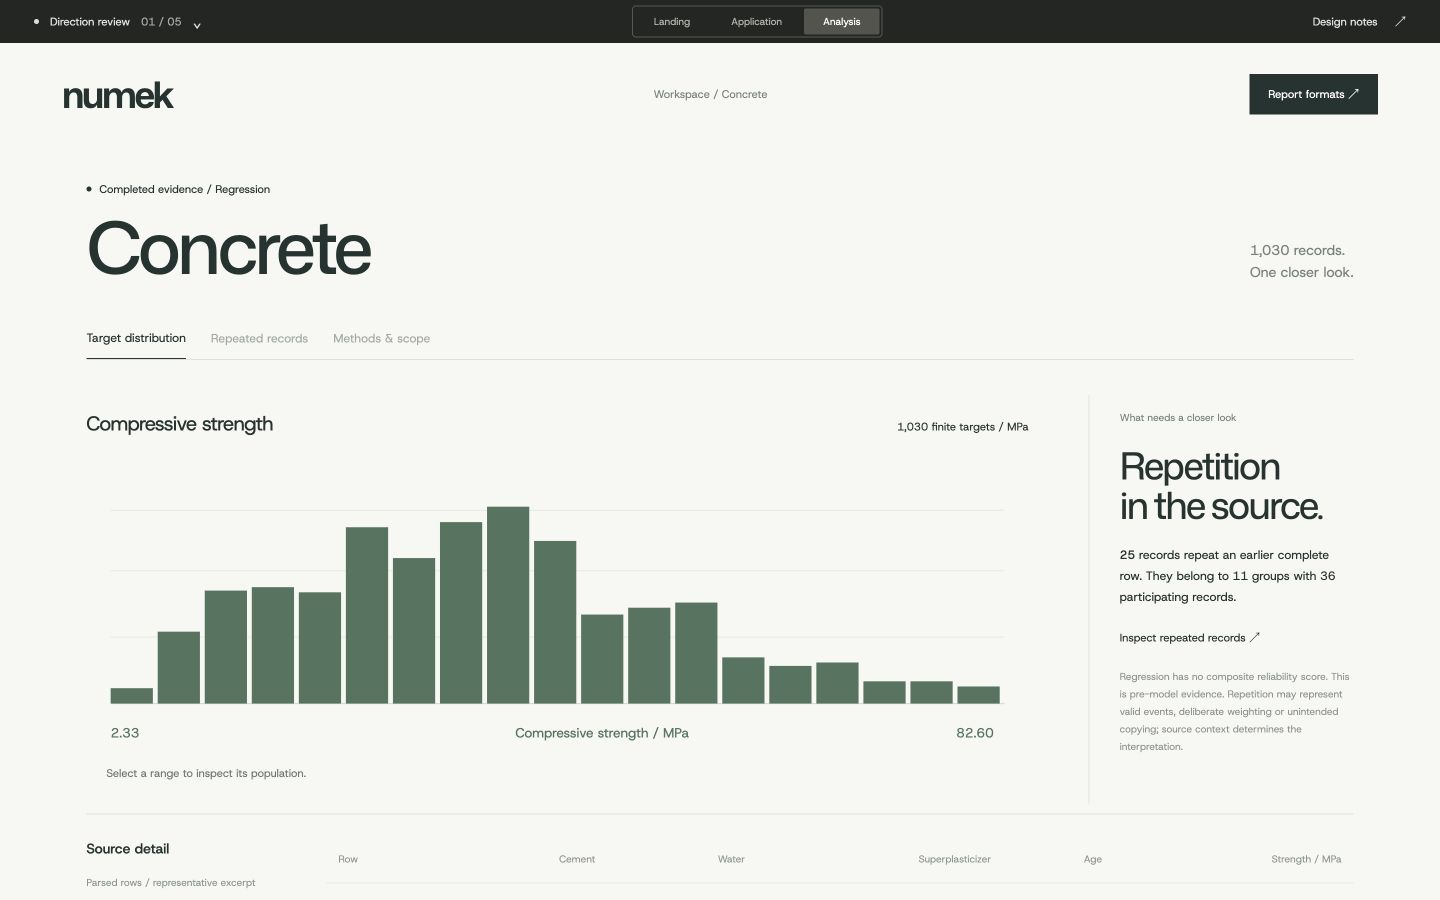 Direction review 01 / 05
Landing
Application
Analysis
Design notes ↗
numek
Workspace / Concrete
Report formats ↗
Completed evidence / Regression
Concrete
1,030 records.
One closer look.
Target distribution
Repeated records
Methods & scope
Compressive strength
1,030 finite targets / MPa
2.33
Compressive strength / MPa
82.60
Select a range to inspect its population.
What needs a closer look
Repetition
in the source.
25 records repeat an earlier complete
row. They belong to 11 groups with 36
participating records.
Inspect repeated records ↗
Regression has no composite reliability score. This
is pre-model evidence. Repetition may represent
valid events, deliberate weighting or unintended
copying; source context determines the
interpretation.
Source detail
Parsed rows / representative excerpt
Row
Cement
Water
Superplasticizer
Age
Strength / MPa